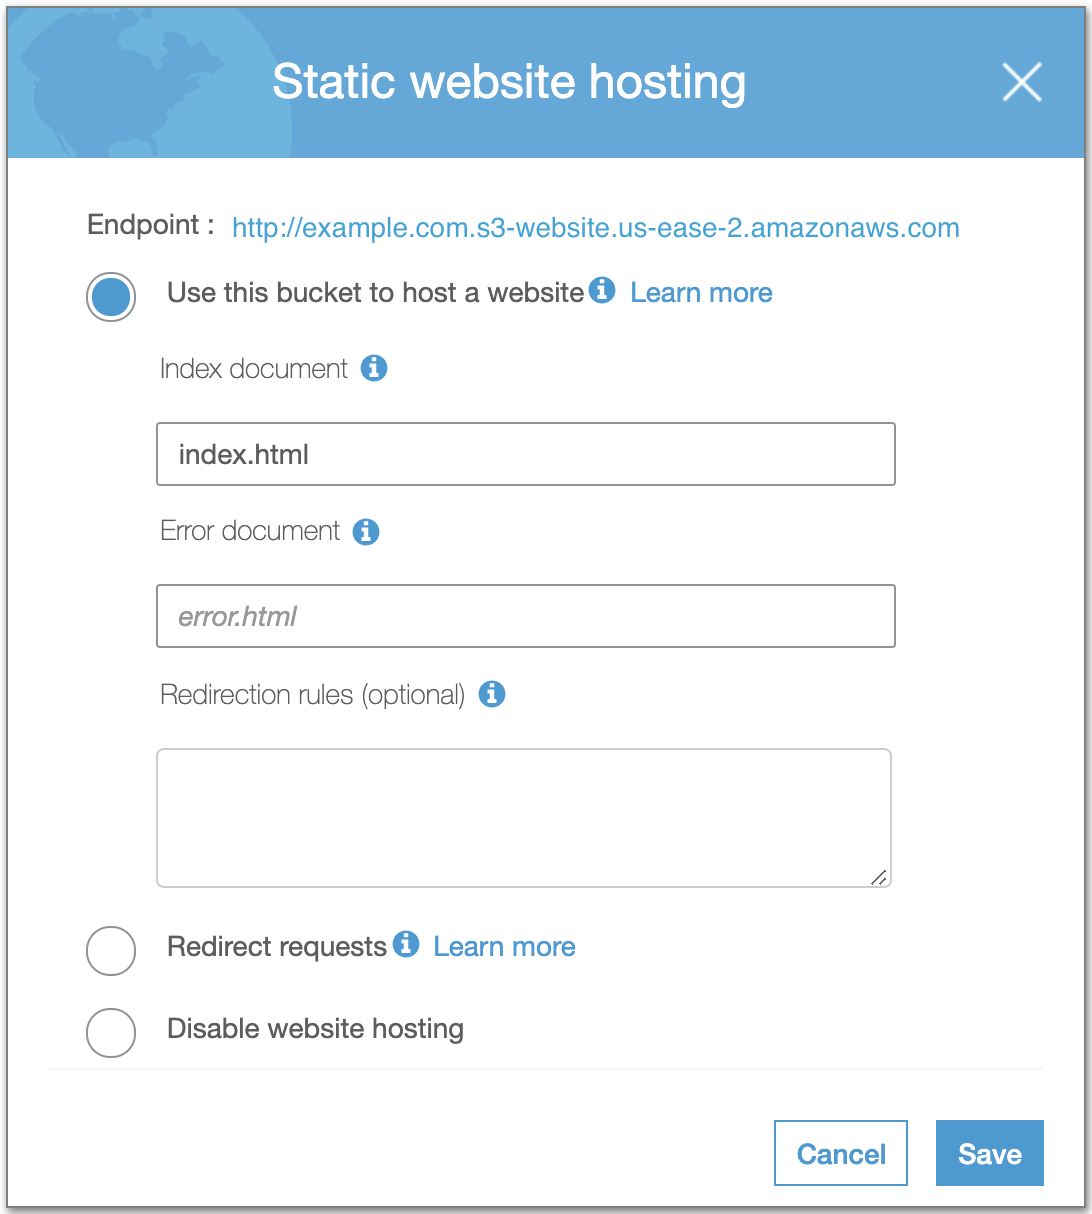 Static website hosting
Endpoint : http://example.com.s3-website.us-ease-2.amazonaws.com
Use this bucket to host a website Learn more
Index document
index.html
Error document
error.html
Redirection rules (optional)
Redirect requests Learn more
Disable website hosting
Cancel Save